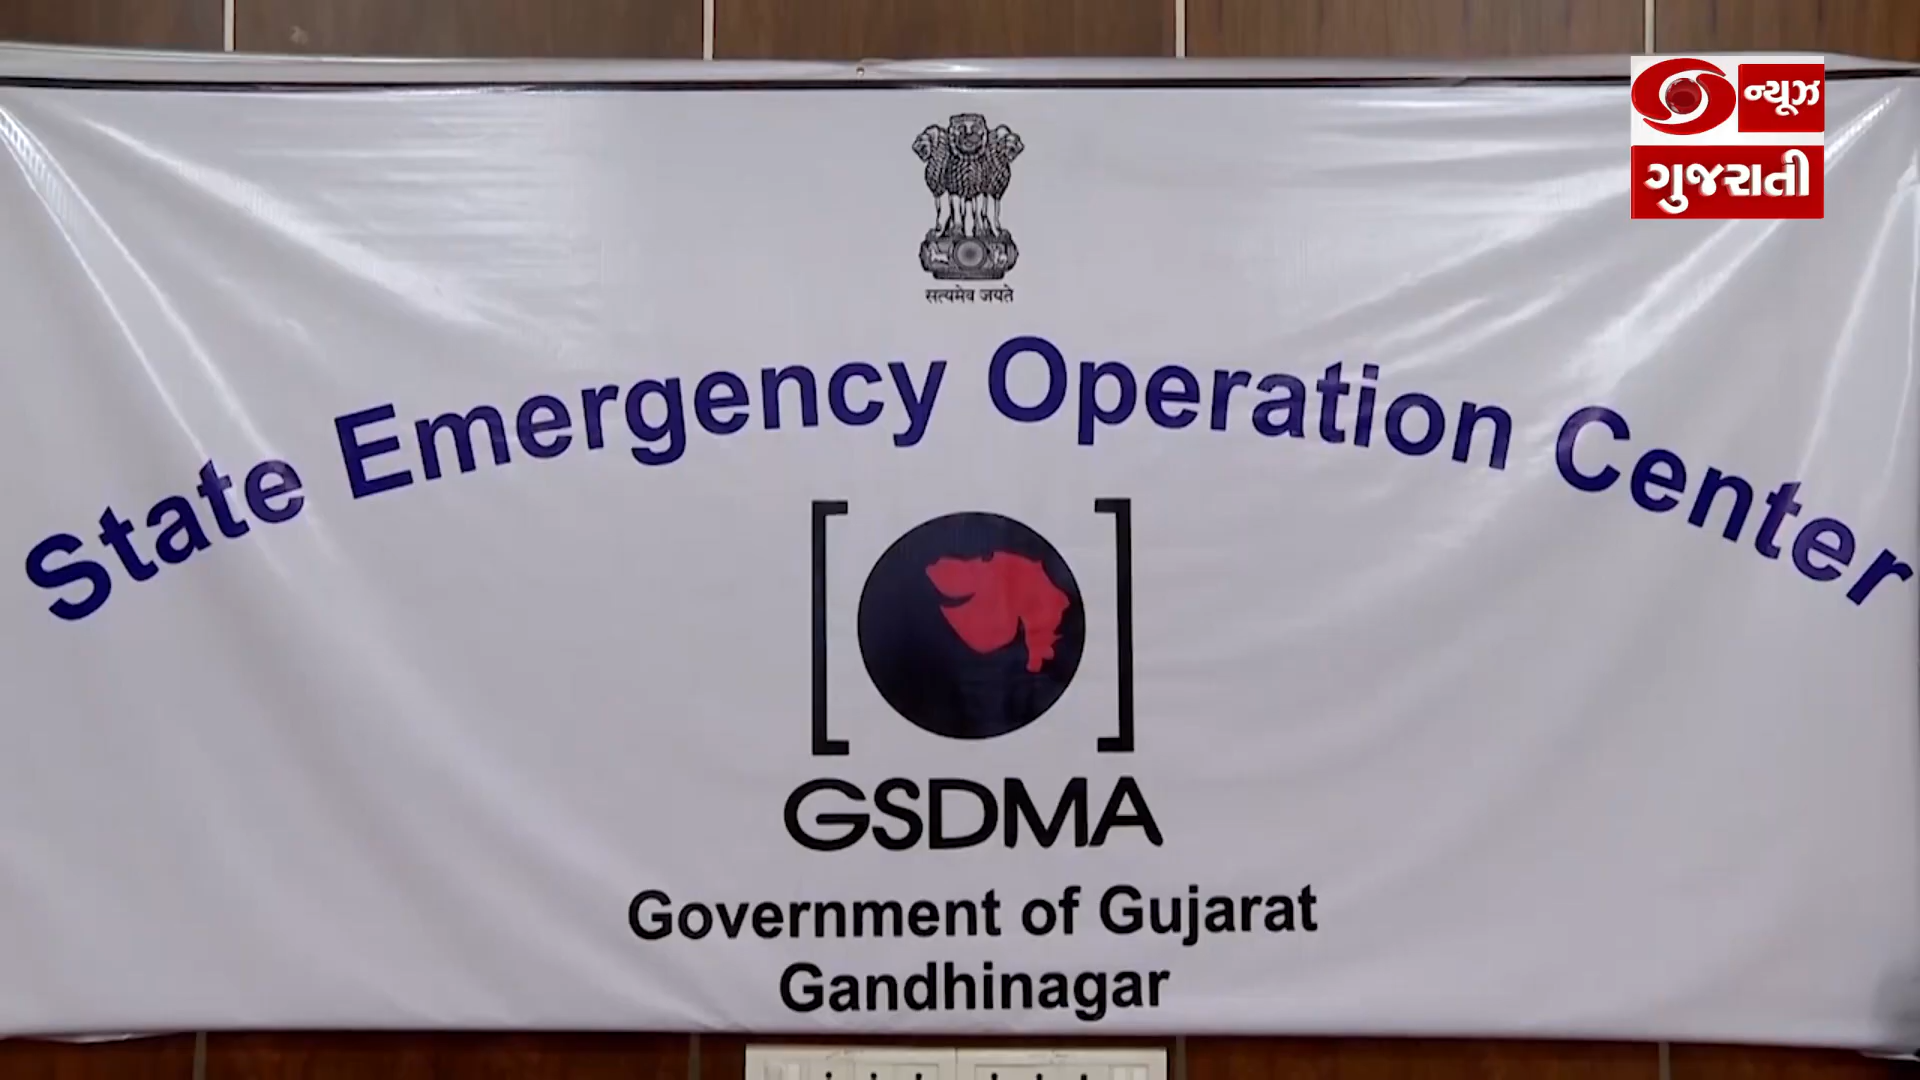 ન્યૂઝ
ગુજરાતી
सत्यमेव जयते
State Emergency Operation Center
GSDMA
Government of Gujarat
Gandhinagar